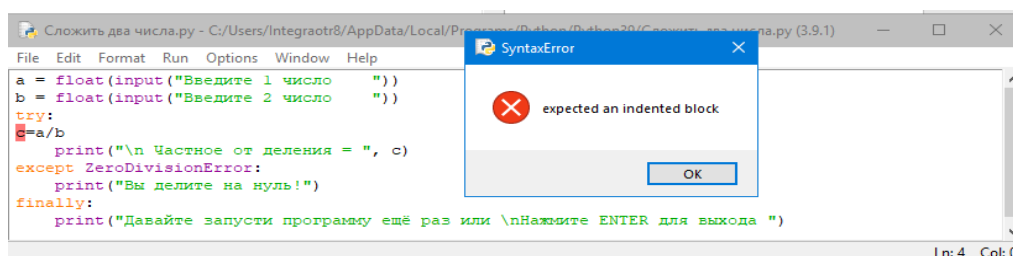 Сложить два числа.py - C:/Users/Integraotr8/AppData/Local/Programs/Python/Python39/Сложить два числа.py (3.9.1)
File Edit Format Run Options Window Help
SyntaxError
expected an indented block
OK
a = float(input("Введите 1 число    "))
b = float(input("Введите 2 число    "))
try:
c=a/b
    print("\n Частное от деления = ", c)
except ZeroDivisionError:
    print("Вы делите на нуль!")
finally:
    print("Давайте запусти программу ещё раз или \nНажмите ENTER для выхода ")
Ln: 4 Col: 0